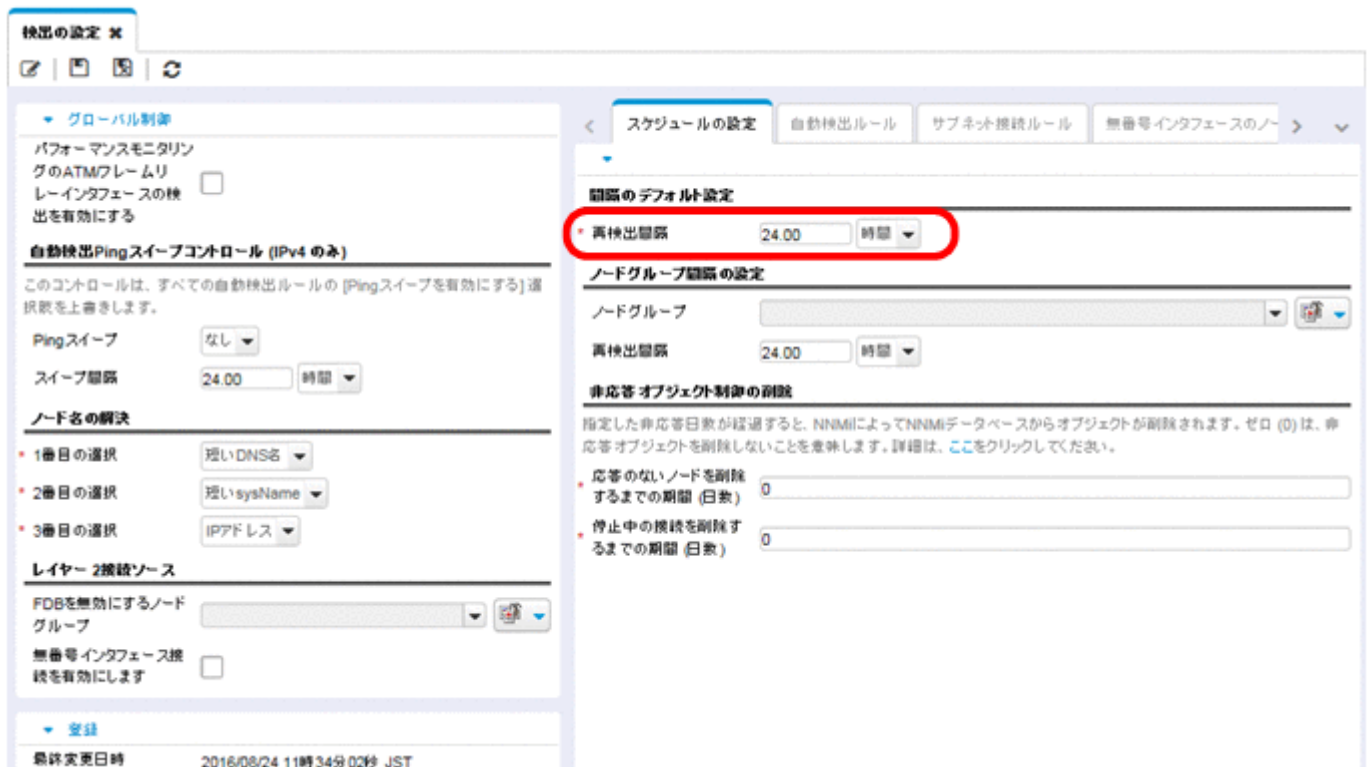 検出の設定 ✖
グローバル制御
パフォーマンスモニタリン
グのATM/フレームリ
レーインタフェースの検
出を有効にする
自動検出Pingスイープコントロール (IPv4 のみ)
このコントロールは、すべての自動検出ルールの [Pingスイープを有効にする] 選
択肢を上書きします。
Pingスイープ なし
スイープ間隔 24.00 時間
ノード名の解決
* 1番目の選択 短いDNS名
* 2番目の選択 短いsysName
* 3番目の選択 IPアドレス
レイヤー 2接続ソース
FDBを無効にするノード
グループ
無番号インタフェース接
続を有効にします
登録
最終変更日時 2016/08/24 11時34分02秒 JST
スケジュールの設定 自動検出ルール サブネット接続ルール 無番号インタフェースのノー
間隔のデフォルト設定
* 再検出間隔 24.00 時間
ノードグループ間隔の設定
ノードグループ
再検出間隔 24.00 時間
非応答オブジェクト制御の削除
指定した非応答日数が経過すると、NNMiによってNNMiデータベースからオブジェクトが削除されます。ゼロ (0) は、非
応答オブジェクトを削除しないことを意味します。詳細は、ここをクリックしてください。
* 応答のないノードを削除
するまでの期間 (日数) 0
* 停止中の接続を削除す
るまでの期間 (日数) 0